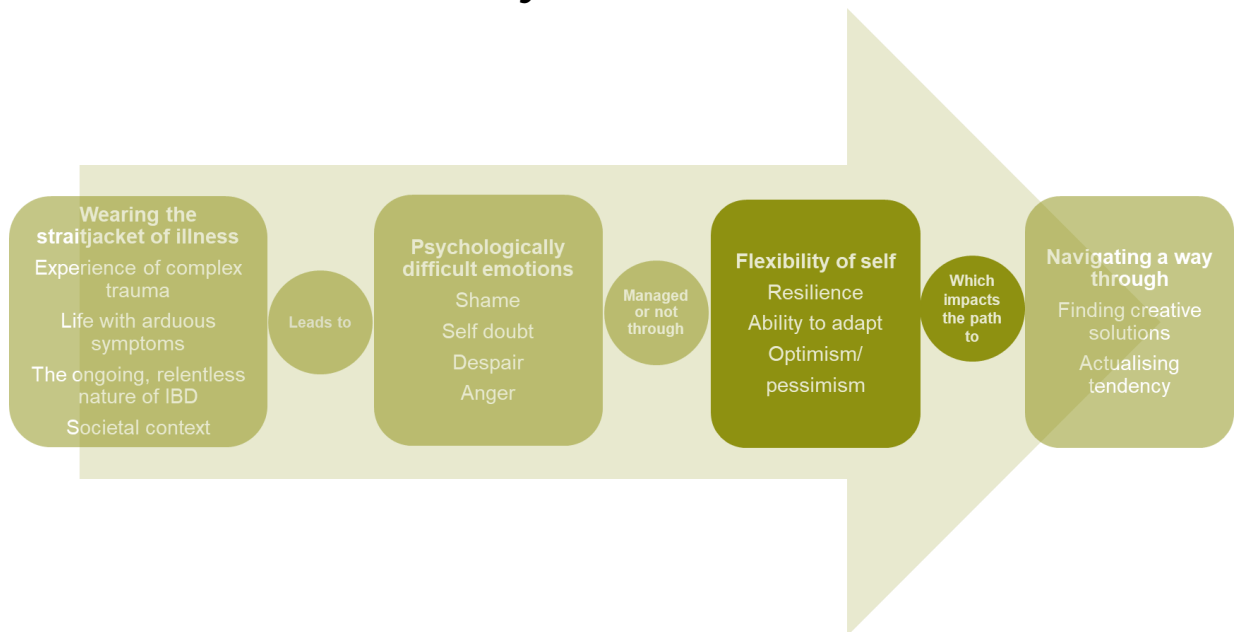 Wearing the
straitjacket of illness
Experience of complex
trauma
Life with arduous
symptoms
The ongoing, relentless
nature of IBD
Societal context
Leads to
Psychologically
difficult emotions
Shame
Self doubt
Despair
Anger
Managed
or not
through
Flexibility of self
Resilience
Ability to adapt
Optimism/
pessimism
Which
impacts
the path
to
Navigating a way
through
Finding creative
solutions
Actualising
tendency